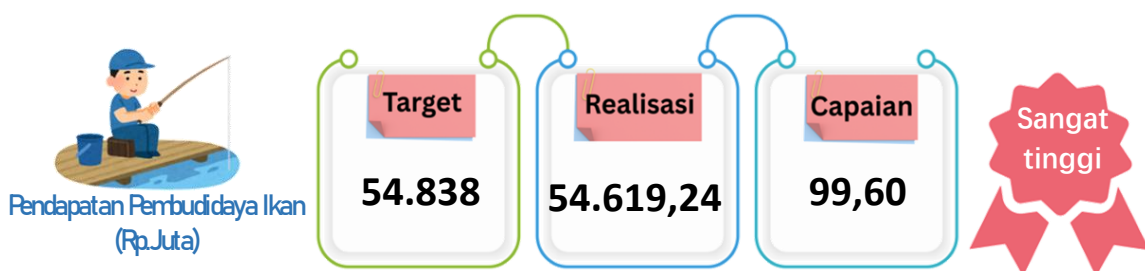 Pendapatan Pembudidaya Ikan
(Rp.Juta)
Target
54.838
Realisasi
54.619,24
Capaian
99,60
Sangat
tinggi